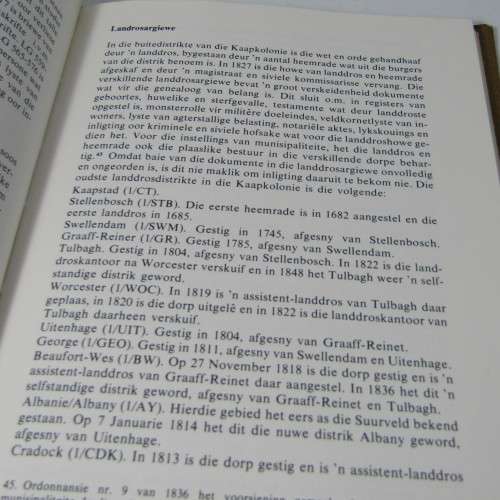 Landrosargiewe
In die buitedistrikte van die Kaapkolonie is die wet en orde gehandhaaf
deur 'n landdros, bygestaan deur 'n aantal heemrade wat uit die burgers
van die distrik benoem is. In 1827 is die howe van landdros en heemrade
afgeskaf en deur 'n magistraat en siviele kommissarisse vervang. Die
verskillende landdrosargiewe bevat 'n groot verskeidenheid dokumente
wat vir die genealoog van belang is. Dit sluit o.m. in registers van
geboortes, huwelike en sterfgevalle, testamente wat deur landdroste
opgestel is, monsterrolle vir militêre doeleindes, veldkornetlyste van in-
woners, lyste van agterstallige belasting, notariële aktes, lykskouings en
inligting oor kriminele en siviele hofsake wat voor die landdroshowe ge-
dien het. Voor die instellings van munisipaliteite, het die landdros en
heemrade ook die plaaslike bestuur in die verskillende dorpe behar-
tig.⁴⁵ Omdat baie van die dokumente in die landdrosargiewe onvolledig
en ongeorden is, is dit nie maklik om inligting daaruit te bekom nie. Die
oudste landdrosdistrikte in die Kaapkolonie is die volgende:
Kaapstad (1/CT).
Stellenbosch (1/STB). Die eerste heemrade is in 1682 aangestel en die
eerste landdros in 1685.
Swellendam (1/SWM). Gestig in 1745, afgesny van Stellenbosch.
Graaff-Reiner (1/GR). Gestig 1785, afgesny van Swellendam.
Tulbagh. Gestig in 1804, afgesny van Stellenbosch. In 1822 is die lan-
droskantoor na Worcester verskuif en in 1848 het Tulbagh weer 'n self-
standige distrik geword.
Worcester (1/WOC). In 1819 is 'n assistent-landdros van Tulbagh daar
geplaas, in 1820 is die dorp uitgelê en in 1822 is die landdroskantoor van
Tulbagh daarheen verskuif.
Uitenhage (1/UIT). Gestig in 1804, afgesny van Graaff-Reinet.
George (1/GEO). Gestig in 1811, afgesny van Swellendam en Uitenhage.
Beaufort-Wes (1/BW). Op 27 November 1818 is die dorp gestig en is 'n
assistent-landdros van Graaff-Reinet daar aangestel. In 1836 het dit 'n
selfstandige distrik geword, afgesny van Graaff-Reinet en Tulbagh.
Albanie/Albany (1/AY). Hierdie gebied het eers as die Suurveld bekend
gestaan. Op 7 Januarie 1814 het dit die nuwe distrik Albany geword,
afgesny van Uitenhage.
Cradock (1/CDK). In 1813 is die dorp gestig en is 'n assistent-landdros
45. Ordonnansie nr. 9 van 1836 het voorsiening